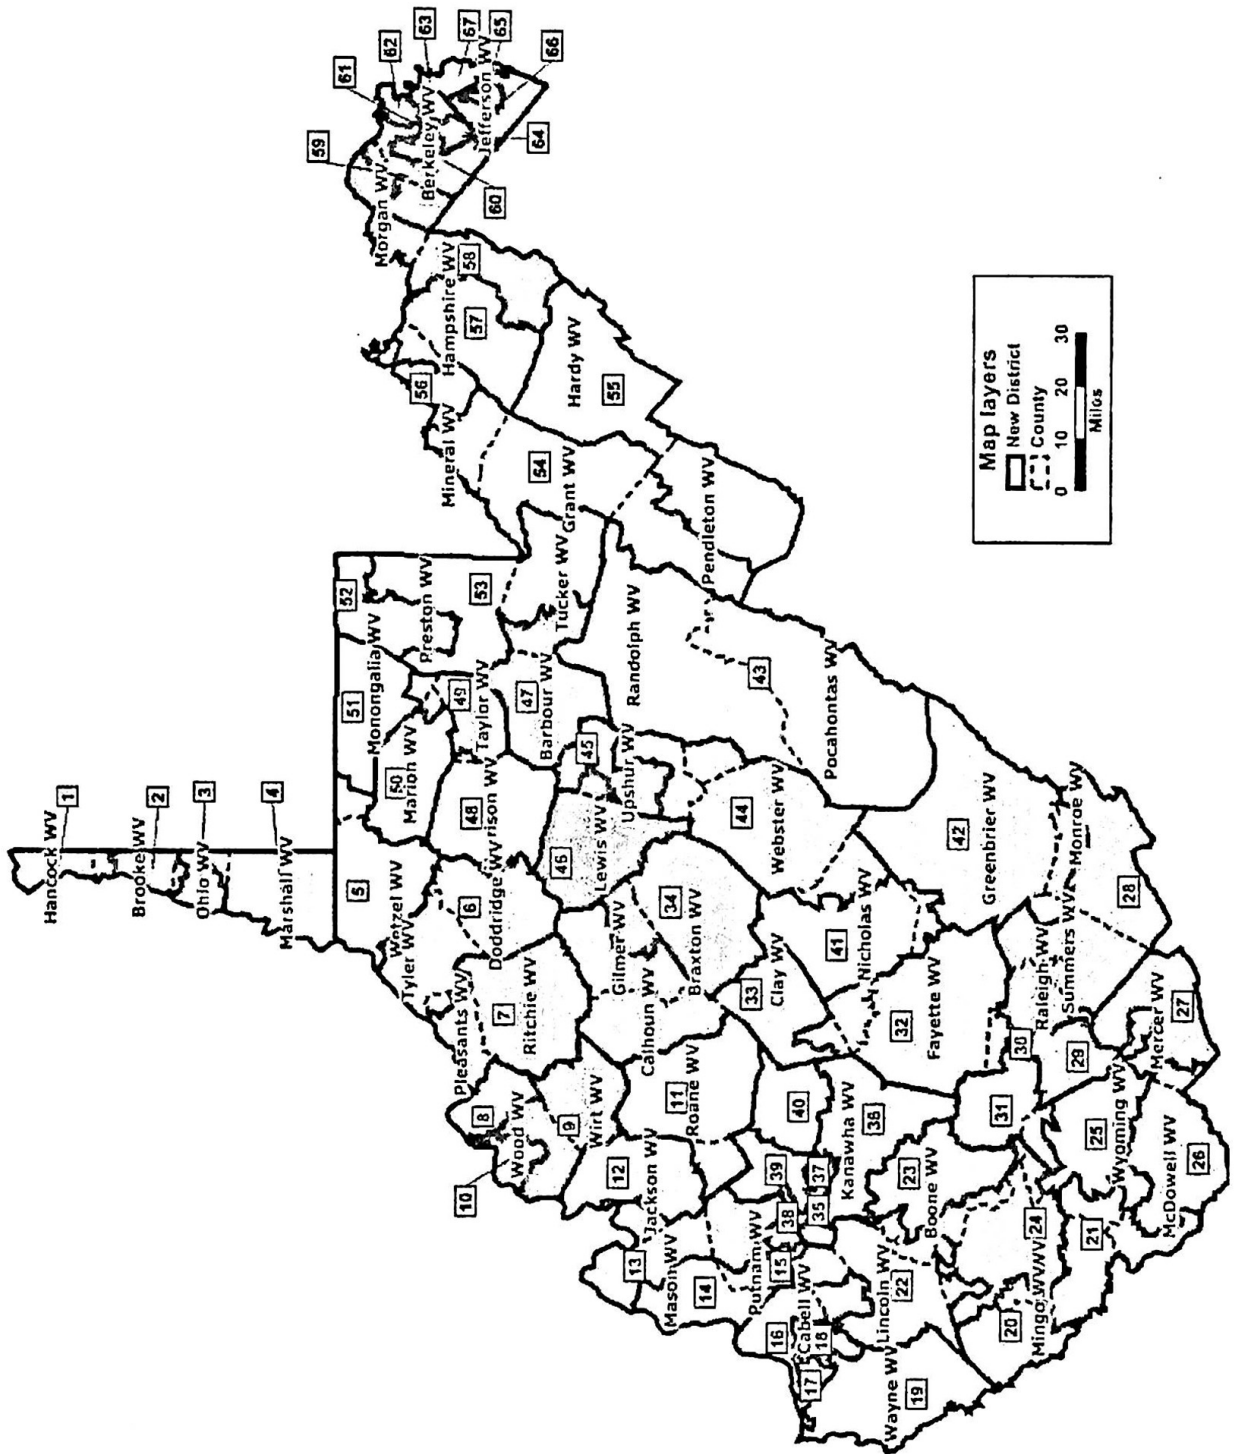 Hancock WV
1
Brooke WV
2
Ohio WV
3
Marshall WV
4
5
Wetzel WV
Tyler WV
6
Doddridge WV
Pleasants WV
7
Ritchie WV
8
Wood WV
9
Wirt WV
10
11
Roane WV
12
Jackson WV
13
Mason WV
14
Putnam WV
15
16
Cabell WV
17
18
19
Wayne WV
20
Mingo WV
21
22
Lincoln WV
23
Boone WV
24
25
Wyoming WV
26
McDowell WV
27
Mercer WV
28
Monroe WV
Summers WV
29
Raleigh WV
30
31
32
Fayette WV
33
Clay WV
34
Braxton WV
Gilmer WV
Calhoun WV
35
36
Kanawha WV
37
38
39
40
41
Nicholas WV
42
Greenbrier WV
43
Pocahontas WV
Randolph WV
44
Webster WV
45
Upshur WV
46
Lewis WV
47
Barbour WV
48
rison WV
49
Taylor WV
50
Marion WV
51
Monongalia WV
52
Preston WV
53
Tucker WV
54
Grant WV
Pendleton WV
55
Hardy WV
56
Mineral WV
57
Hampshire WV
58
59
Morgan WV
60
Berkeley WV
61
62
63
64
Jefferson WV
65
66
67
Map layers
New District
County
0 10 20 30
Miles